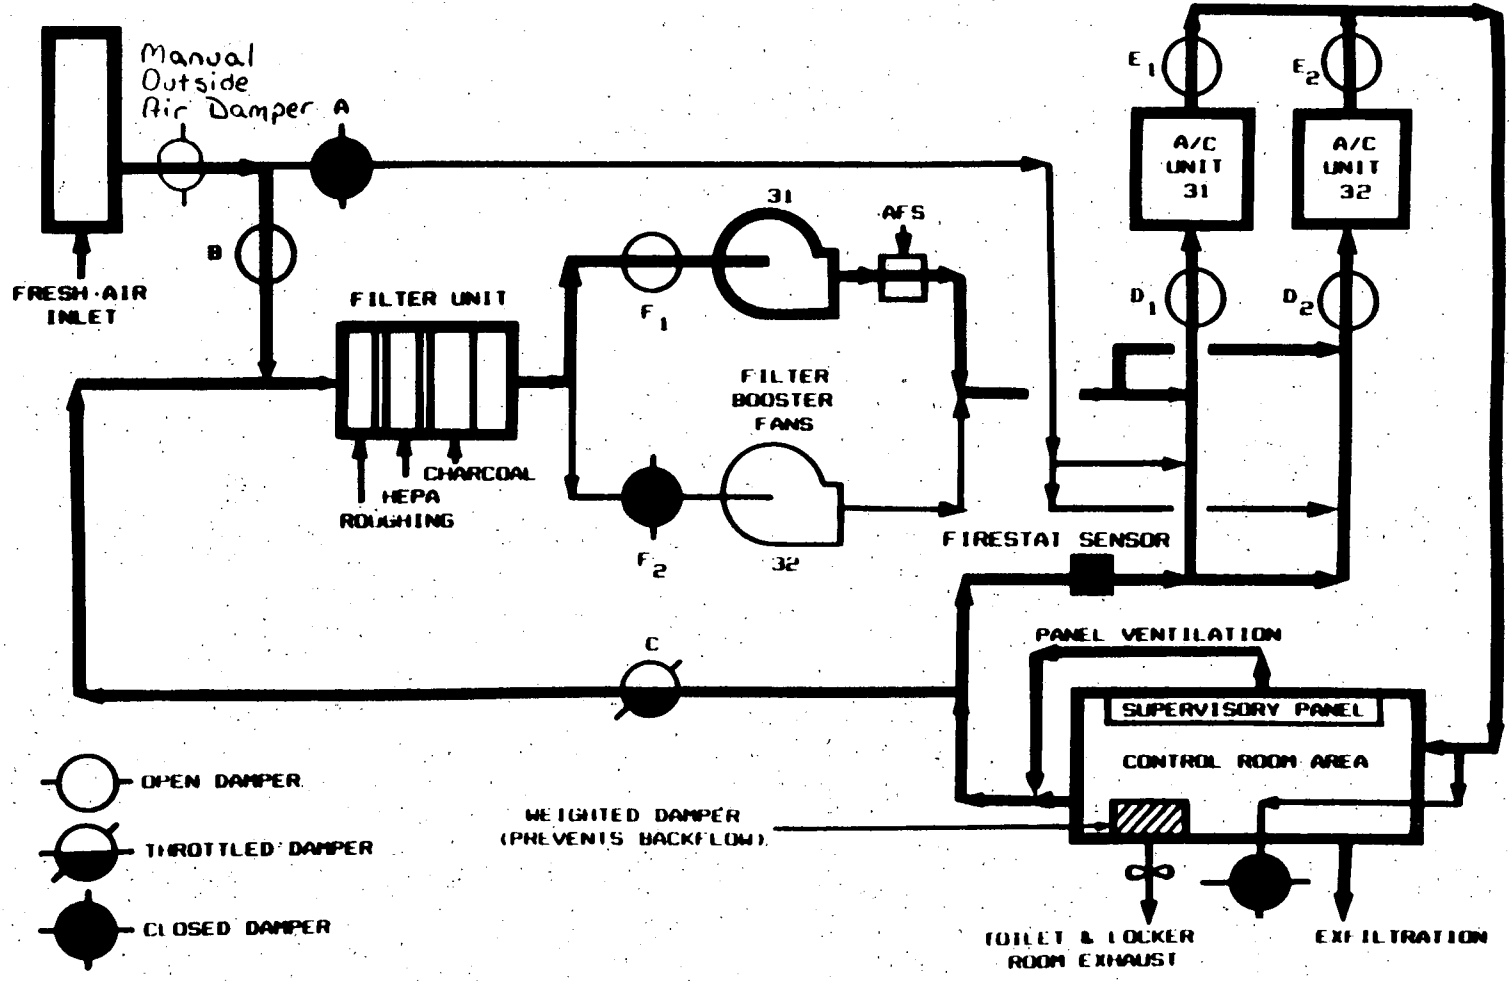 Manual
Outside
Air Damper A
E1
E2
A/C
UNIT
31
A/C
UNIT
32
31
AFS
B
FRESH-AIR
INLET
FILTER UNIT
F1
D1
D2
FILTER
BOOSTER
FANS
CHARCOAL
HEPA
ROUGHING
F2
32
FIRESTAT SENSOR
C
PANEL VENTILATION
SUPERVISORY PANEL
CONTROL ROOM AREA
OPEN DAMPER
WEIGHTED DAMPER
(PREVENTS BACKFLOW)
THROTTLED DAMPER
CLOSED DAMPER
TOILET & LOCKER
ROOM EXHAUST
EXFILTRATION